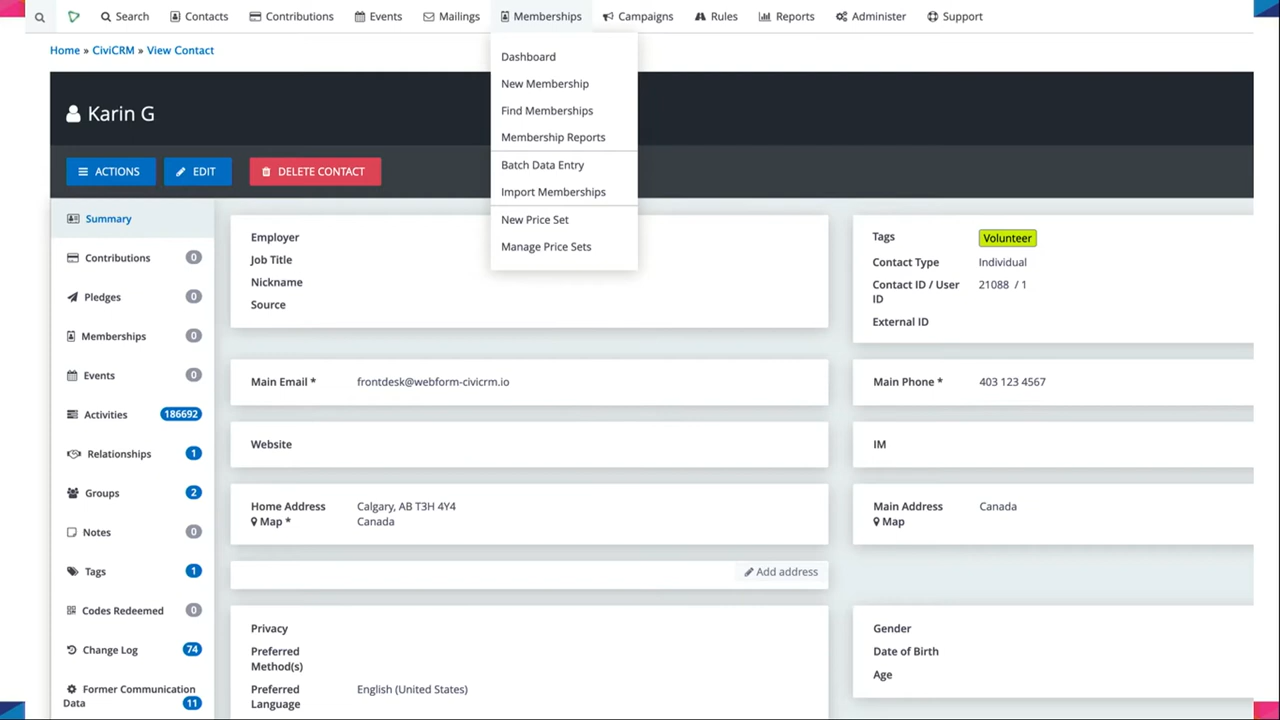 Search Contacts Contributions Events Mailings Memberships Campaigns Rules Reports Administer Support
Home » CiviCRM » View Contact
Dashboard
New Membership
Find Memberships
Membership Reports
Batch Data Entry
Import Memberships
New Price Set
Manage Price Sets
Karin G
ACTIONS EDIT DELETE CONTACT
Summary
Contributions 0
Pledges 0
Memberships 0
Events 0
Activities 186692
Relationships 1
Groups 2
Notes 0
Tags 1
Codes Redeemed 0
Change Log 74
Former Communication
Data 11
Employer
Job Title
Nickname
Source
Tags Volunteer
Contact Type Individual
Contact ID / User 21088 / 1
ID
External ID
Main Email * frontdesk@webform-civicrm.io
Main Phone * 403 123 4567
Website
IM
Home Address Calgary, AB T3H 4Y4
Map * Canada
Main Address Canada
Map
Add address
Privacy
Preferred
Method(s)
Preferred English (United States)
Language
Gender
Date of Birth
Age